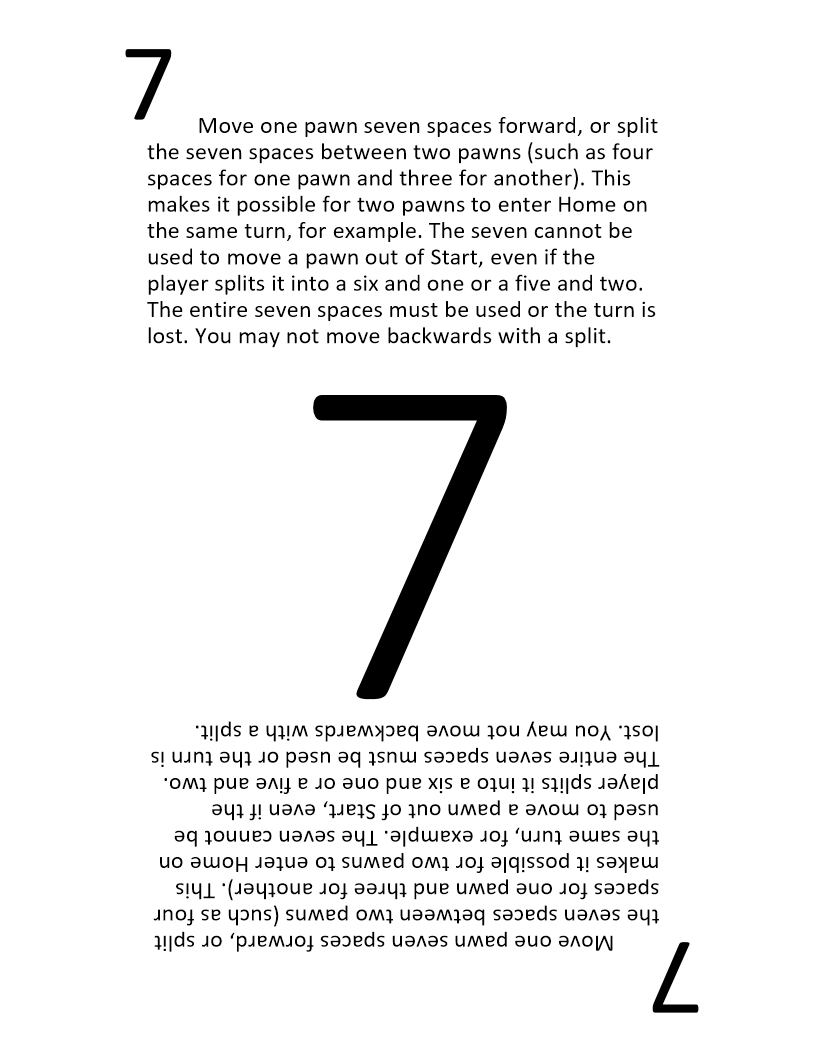 7
Move one pawn seven spaces forward, or split
the seven spaces between two pawns (such as four
spaces for one pawn and three for another). This
makes it possible for two pawns to enter Home on
the same turn, for example. The seven cannot be
used to move a pawn out of Start, even if the
player splits it into a six and one or a five and two.
The entire seven spaces must be used or the turn is
lost. You may not move backwards with a split.
7
7
Move one pawn seven spaces forward, or split
the seven spaces between two pawns (such as four
spaces for one pawn and three for another). This
makes it possible for two pawns to enter Home on
the same turn, for example. The seven cannot be
used to move a pawn out of Start, even if the
player splits it into a six and one or a five and two.
The entire seven spaces must be used or the turn is
lost. You may not move backwards with a split.